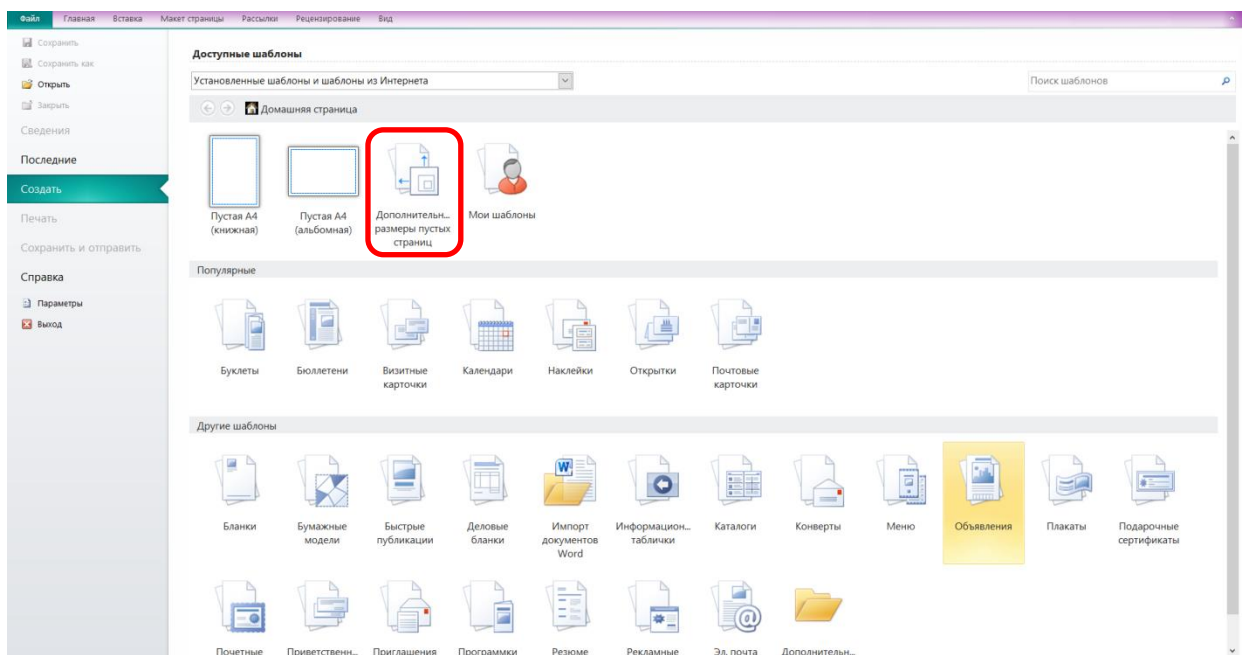 Файл Главная Вставка Макет страницы Рассылки Рецензирование Вид
Сохранить
Сохранить как
Открыть
Закрыть
Сведения
Последние
Создать
Печать
Сохранить и отправить
Справка
Параметры
Выход
Доступные шаблоны
Установленные шаблоны и шаблоны из Интернета
Поиск шаблонов
Домашняя страница
Пустая A4
(книжная)
Пустая A4
(альбомная)
Дополнительн...
размеры пустых
страниц
Мои шаблоны
Популярные
Буклеты
Бюллетени
Визитные
карточки
Календари
Наклейки
Открытки
Почтовые
карточки
Другие шаблоны
Бланки
Бумажные
модели
Быстрые
публикации
Деловые
бланки
Импорт
документов
Word
Информацион...
таблички
Каталоги
Конверты
Меню
Объявления
Плакаты
Подарочные
сертификаты
Почетные
Приветственн...
Приглашения
Программки
Резюме
Рекламные
Эл. почта
Дополнительн...